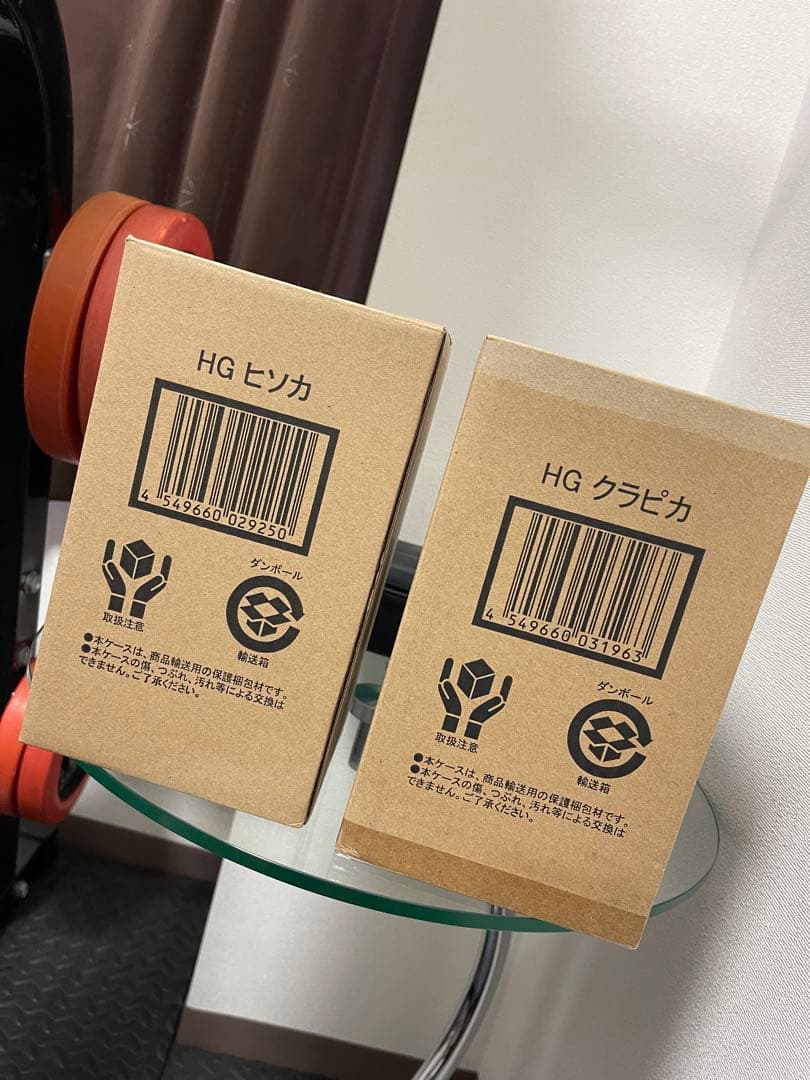 HG ヒソカ
4 549660 029250
取扱注意
ダンボール
輸送箱
●本ケースは、商品輸送用の保護梱包材です。
●本ケースの傷、つぶれ、汚れ等による交換は
できません。ご了承ください。
HG クラピカ
4 549660 031963
取扱注意
ダンボール
輸送箱
●本ケースは、商品輸送用の保護梱包材です。
●本ケースの傷、つぶれ、汚れ等による交換は
できません。ご了承ください。